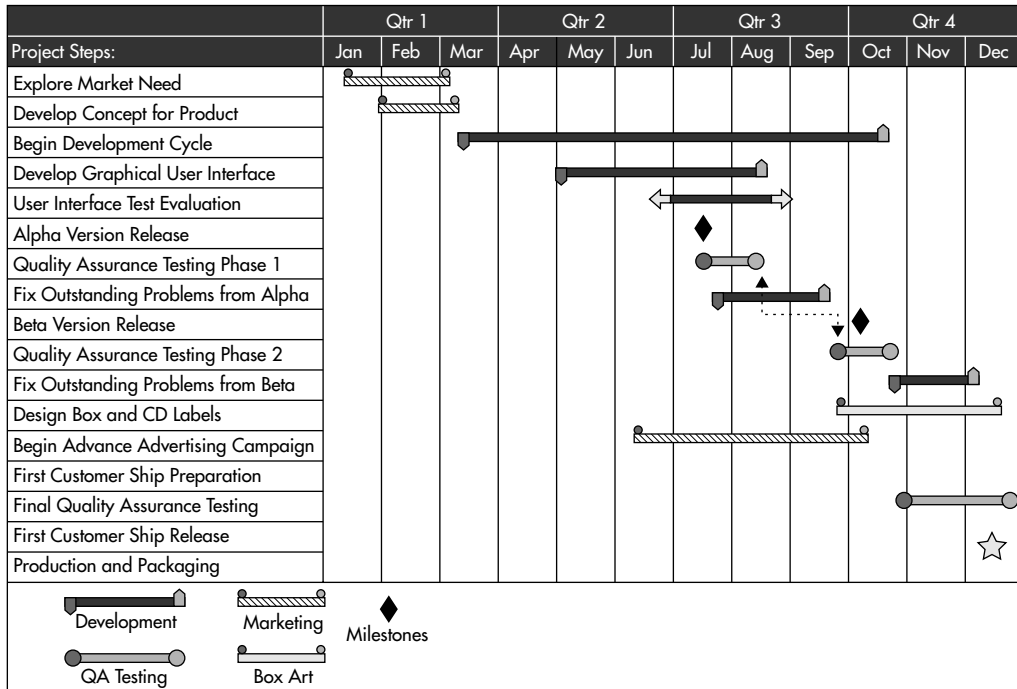 Qtr 1 Qtr 2 Qtr 3 Qtr 4
Project Steps: Jan Feb Mar Apr May Jun Jul Aug Sep Oct Nov Dec
Explore Market Need
Develop Concept for Product
Begin Development Cycle
Develop Graphical User Interface
User Interface Test Evaluation
Alpha Version Release
Quality Assurance Testing Phase 1
Fix Outstanding Problems from Alpha
Beta Version Release
Quality Assurance Testing Phase 2
Fix Outstanding Problems from Beta
Design Box and CD Labels
Begin Advance Advertising Campaign
First Customer Ship Preparation
Final Quality Assurance Testing
First Customer Ship Release
Production and Packaging
Development Marketing Milestones
QA Testing Box Art